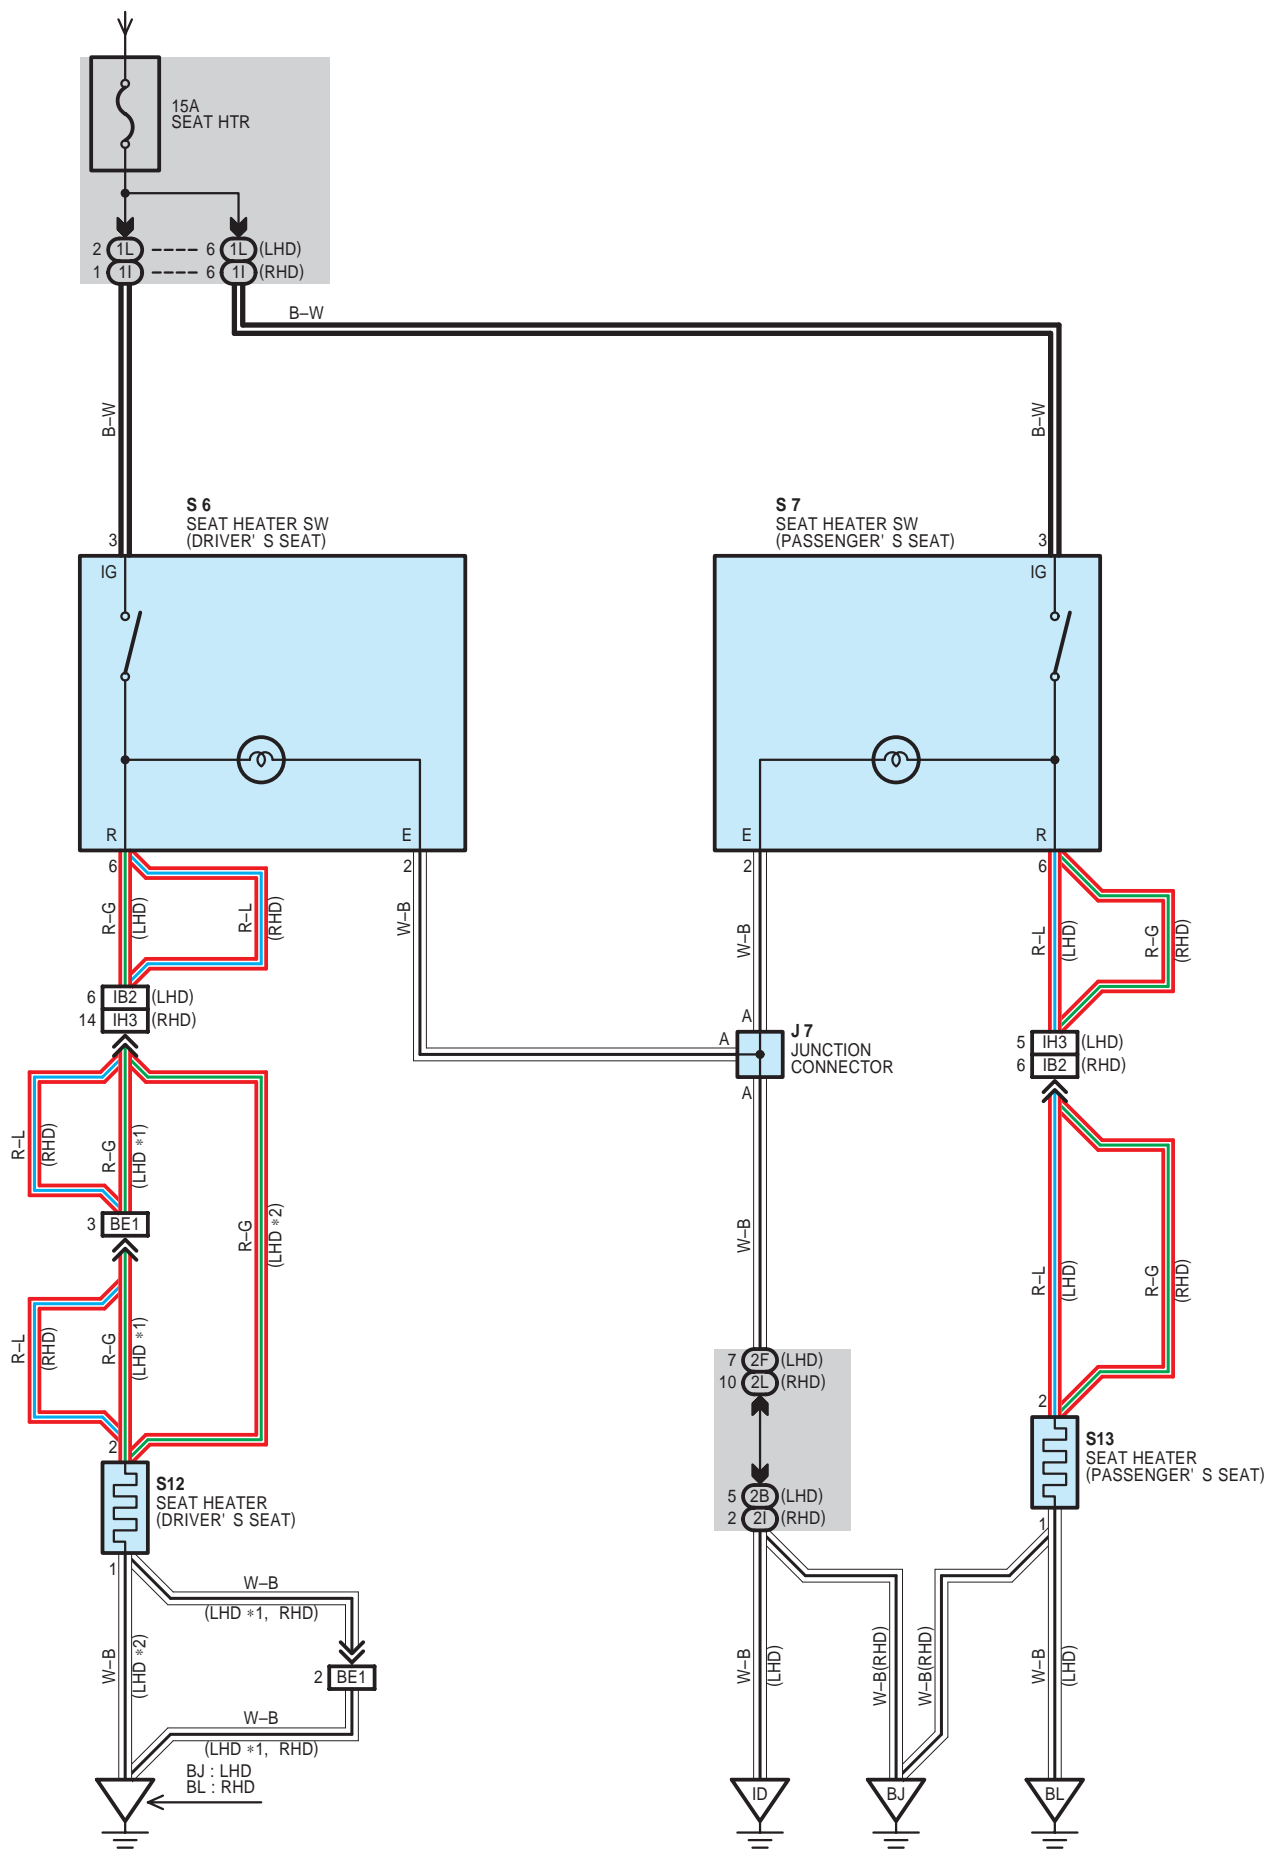 15A
SEAT HTR
2 1L 6 1L (LHD)
1 1I 6 1I (RHD)
B–W
B–W
B–W
S 6
SEAT HEATER SW
(DRIVER' S SEAT)
S 7
SEAT HEATER SW
(PASSENGER' S SEAT)
3
3
IG
IG
R
E
E
R
6
2
2
6
R–G
(LHD)
R–L
(RHD)
W–B
W–B
R–L
(LHD)
R–G
(RHD)
6 IB2 (LHD)
14 IH3 (RHD)
A
A
J 7
JUNCTION
CONNECTOR
A
5 IH3 (LHD)
6 IB2 (RHD)
R–L
(RHD)
R–G
(LHD *1)
3 BE1
R–G
(LHD *2)
W–B
R–L
(LHD)
R–G
(RHD)
R–L
(RHD)
R–G
(LHD *1)
7 2F (LHD)
10 2L (RHD)
2
2
S13
SEAT HEATER
(PASSENGER' S SEAT)
S12
SEAT HEATER
(DRIVER' S SEAT)
5 2B (LHD)
2 2I (RHD)
1
1
W–B
(LHD *1, RHD)
W–B
(LHD *2)
2 BE1
W–B
(LHD)
W–B(RHD)
W–B(RHD)
W–B
(LHD)
W–B
(LHD *1, RHD)
BJ : LHD
BL : RHD
ID
BJ
BL